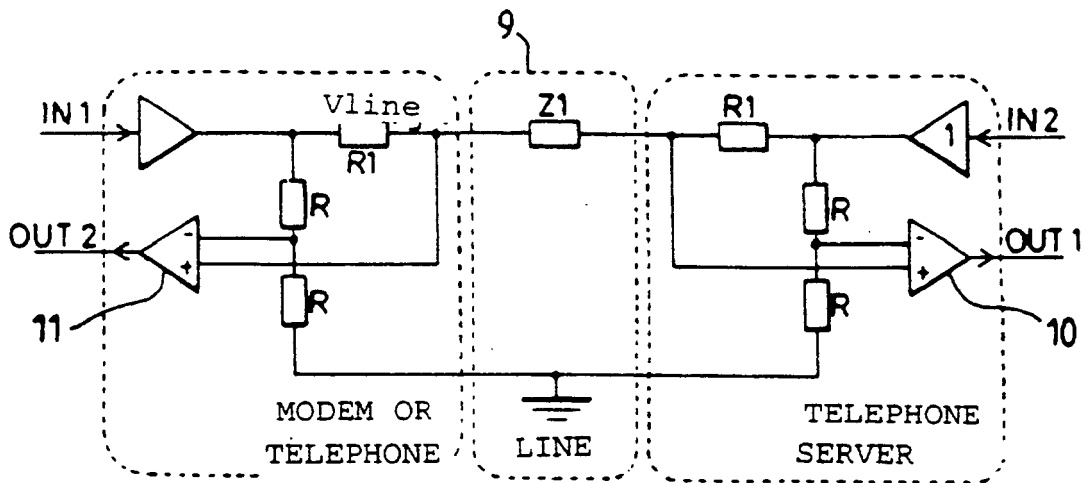 9
IN 1
Vline
R1
Z1
R1
1
IN 2
R
R
OUT 2
-
+
-
+
OUT 1
R
R
11
10
MODEM OR
TELEPHONE
LINE
TELEPHONE
SERVER